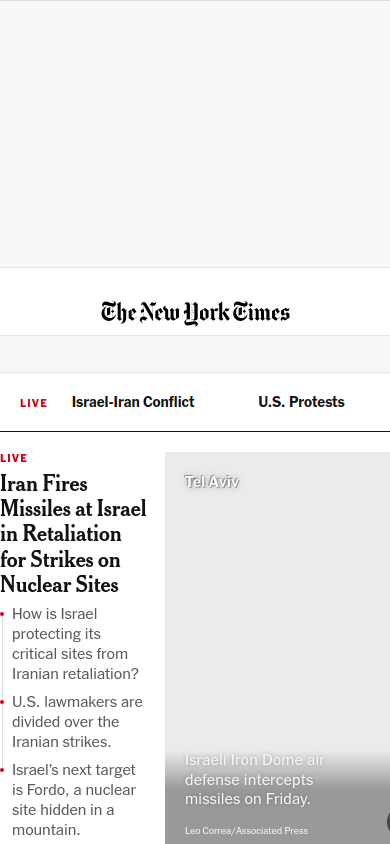 The New York Times
LIVE
Israel-Iran Conflict
U.S. Protests
LIVE
Iran Fires
Missiles at Israel
in Retaliation
for Strikes on
Nuclear Sites
How is Israel
protecting its
critical sites from
Iranian retaliation?
U.S. lawmakers are
divided over the
Iranian strikes.
Israel’s next target
is Fordo, a nuclear
site hidden in a
mountain.
Tel Aviv
Israeli Iron Dome air
defense intercepts
missiles on Friday.
Leo Correa/Associated Press